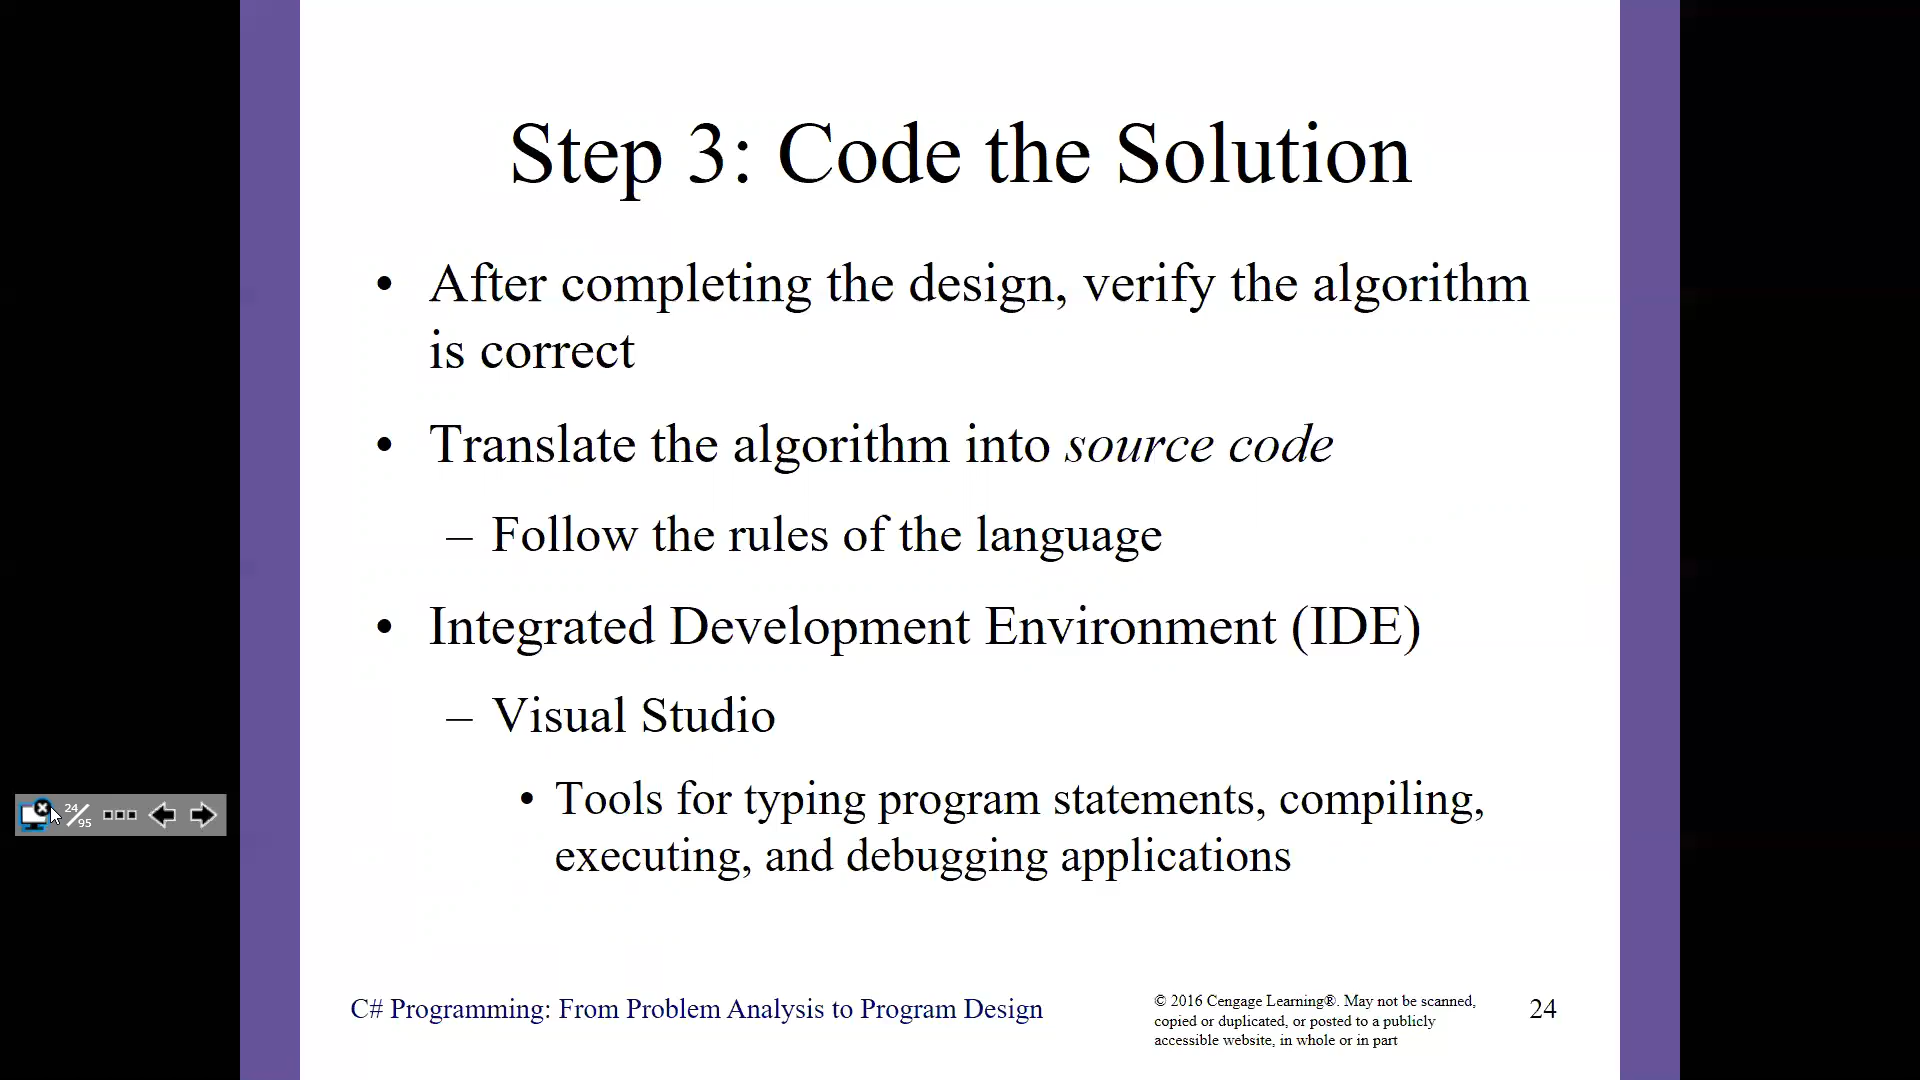 Step 3: Code the Solution
• After completing the design, verify the algorithm
is correct
• Translate the algorithm into source code
– Follow the rules of the language
• Integrated Development Environment (IDE)
– Visual Studio
• Tools for typing program statements, compiling,
executing, and debugging applications
24/95
C# Programming: From Problem Analysis to Program Design
© 2016 Cengage Learning®. May not be scanned,
copied or duplicated, or posted to a publicly
accessible website, in whole or in part
24